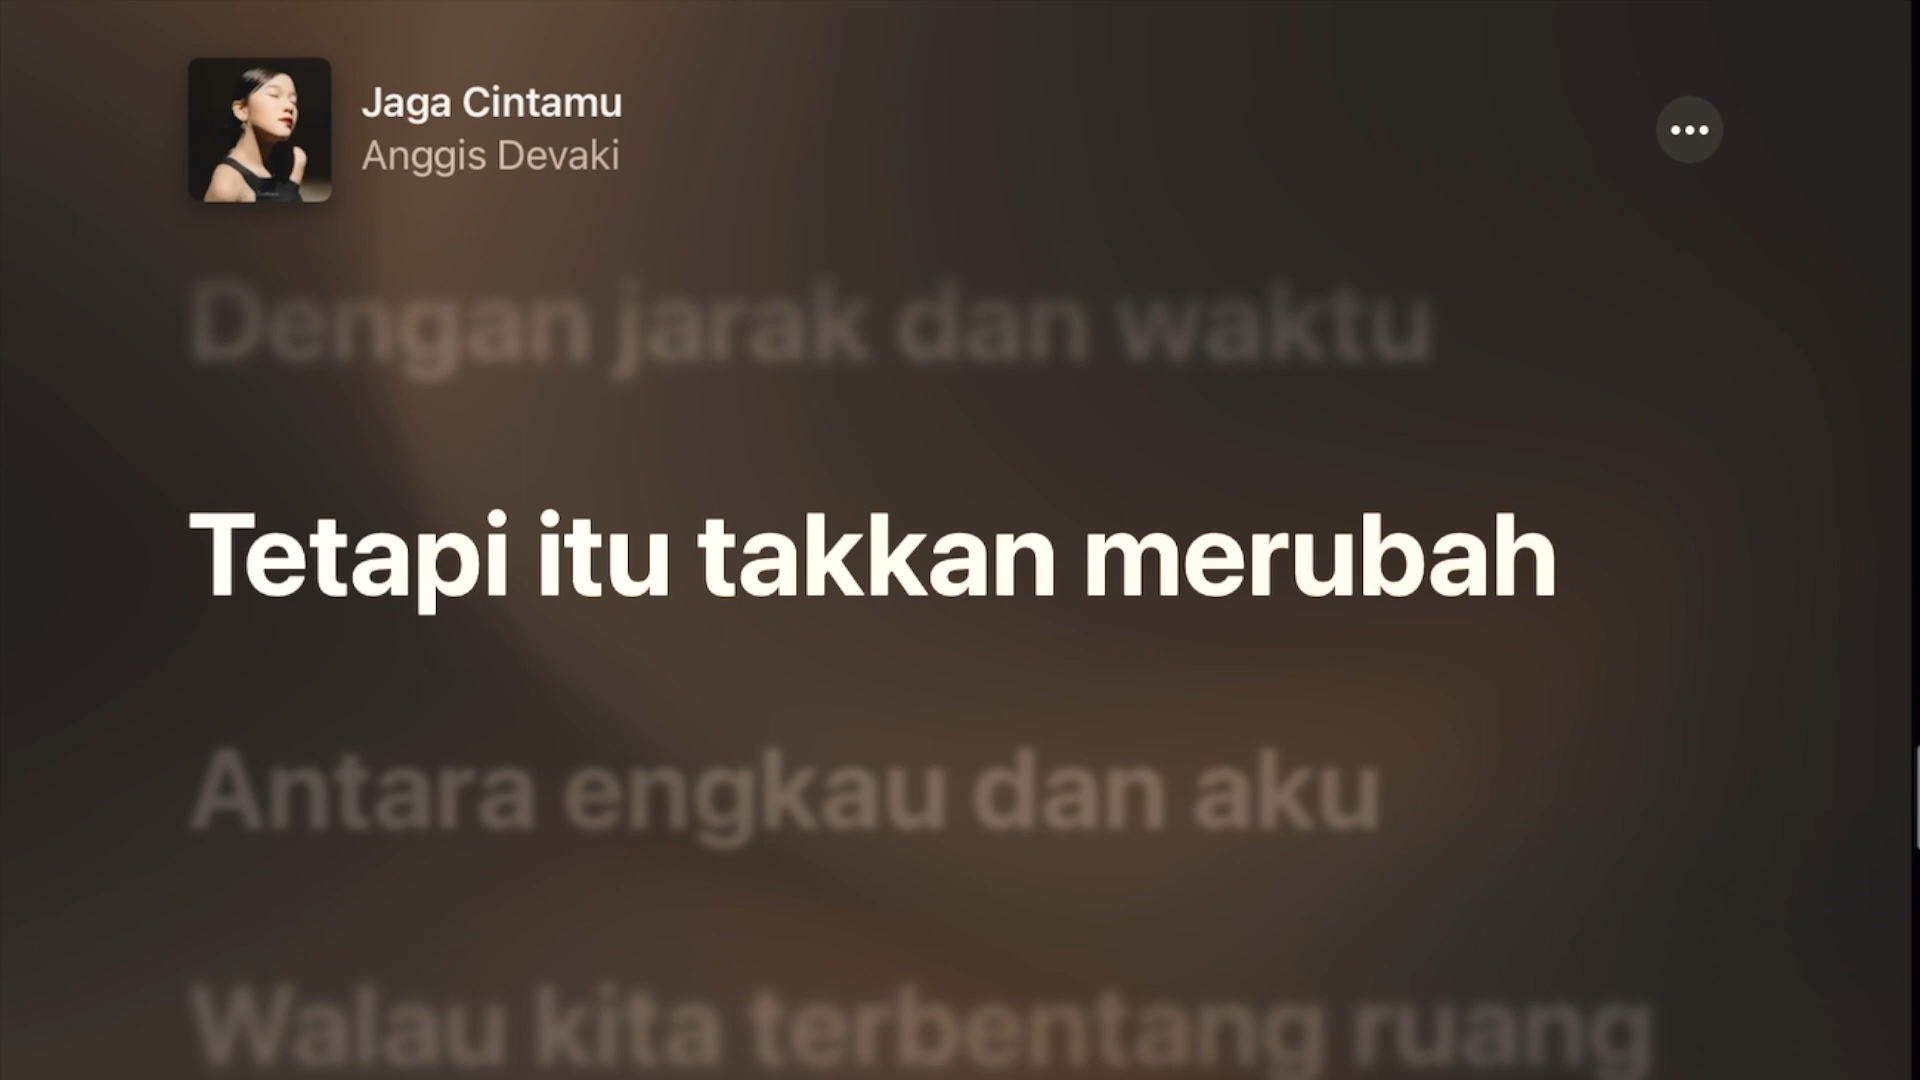 Jaga Cintamu
Anggis Devaki
Dengan jarak dan waktu
Tetapi itu takkan merubah
Antara engkau dan aku
Walau kita terbentang ruang